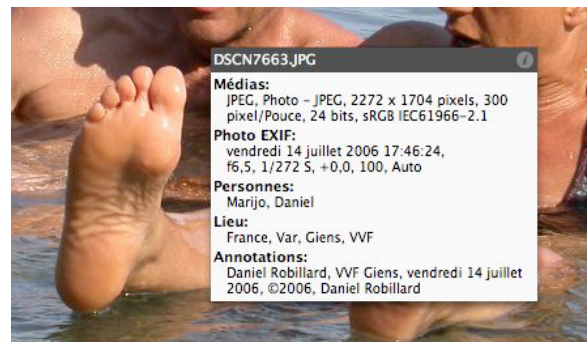 DSCN7663.JPG
Médias:
JPEG, Photo – JPEG, 2272 x 1704 pixels, 300
pixel/Pouce, 24 bits, sRGB IEC61966-2.1
Photo EXIF:
vendredi 14 juillet 2006 17:46:24,
f6,5, 1/272 S, +0,0, 100, Auto
Personnes:
Marijo, Daniel
Lieu:
France, Var, Giens, VVF
Annotations:
Daniel Robillard, VVF Giens, vendredi 14 juillet
2006, ©2006, Daniel Robillard